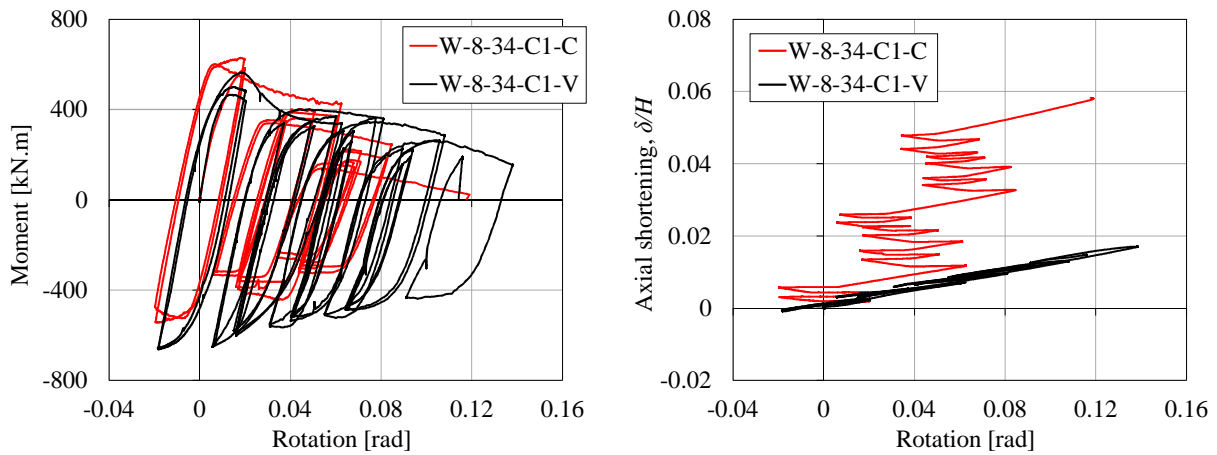 800
400
0
-400
-800
-0.04
0
0.04
0.08
0.12
0.16
Moment [kN.m]
Rotation [rad]
W-8-34-C1-C
W-8-34-C1-V
0.08
0.06
0.04
0.02
0
-0.02
-0.04
0
0.04
0.08
0.12
0.16
Axial shortening, δ/H
Rotation [rad]
W-8-34-C1-C
W-8-34-C1-V